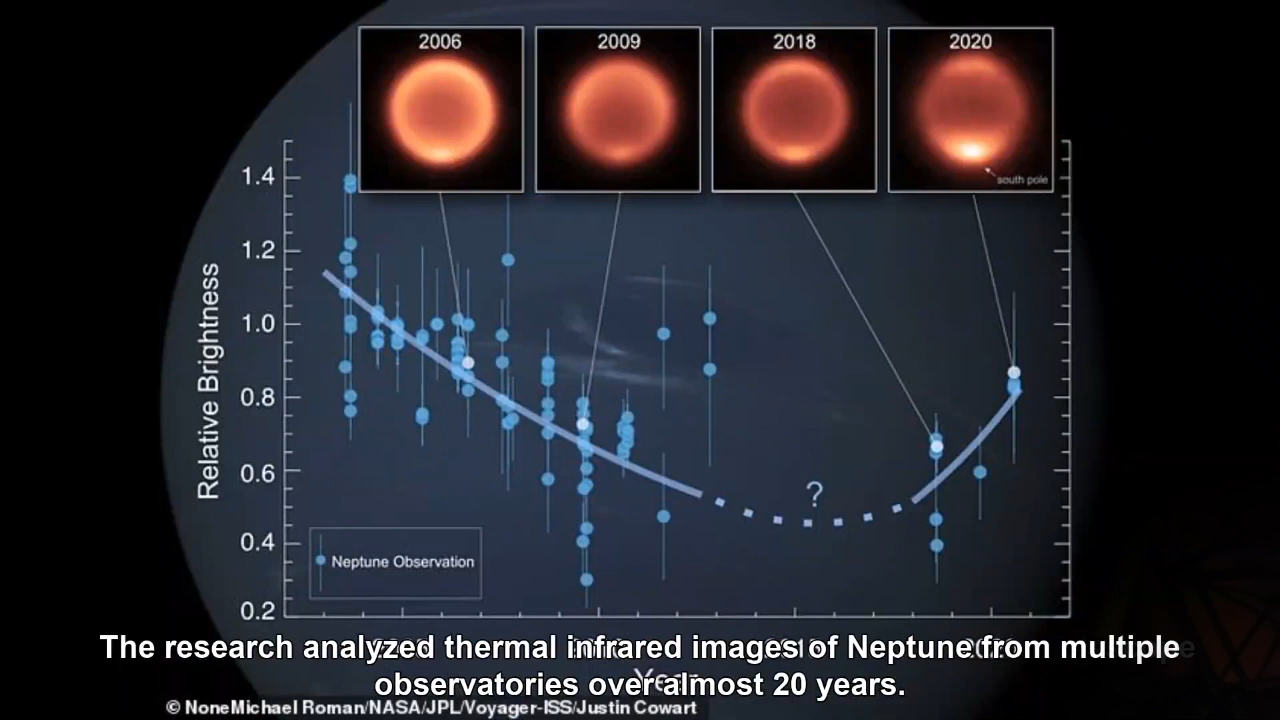 2006 2009 2018 2020
south pole
1.4
1.2
1.0
0.8
0.6
0.4
0.2
Relative Brightness
?
Neptune Observation
The research analyzed thermal infrared images of Neptune from multiple
observatories over almost 20 years.
© NoneMichael Roman/NASA/JPL/Voyager-ISS/Justin Cowart